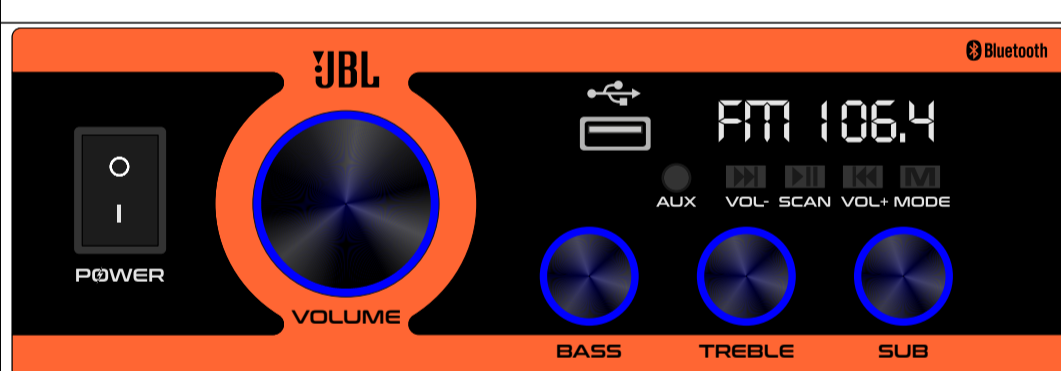 Bluetooth
JBL
FM 106.4
O
I
AUX VOL- SCAN VOL+ MODE
M
POWER
VOLUME
BASS TREBLE SUB